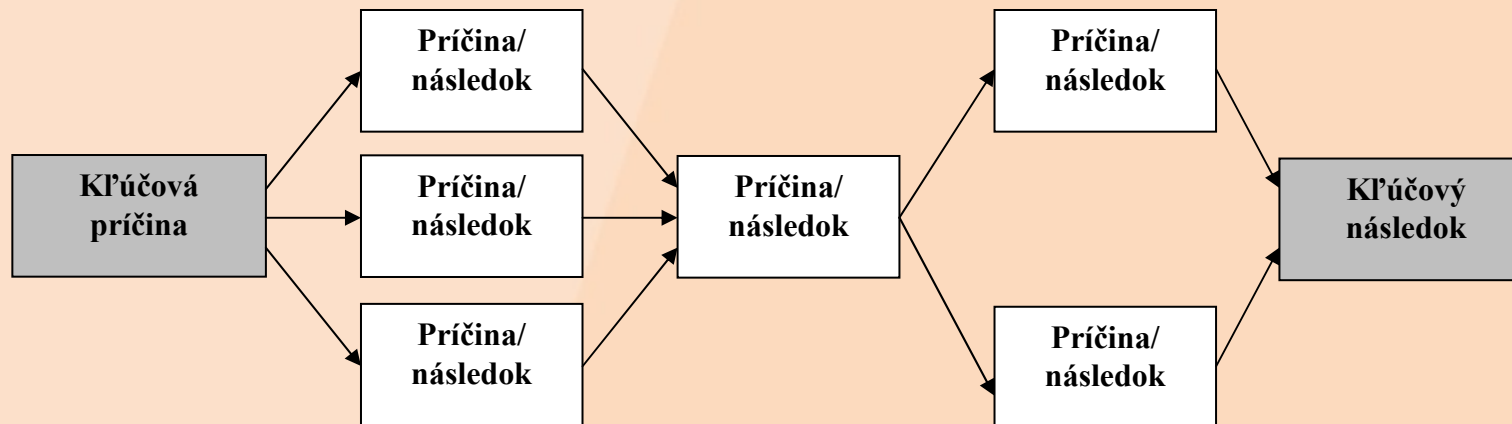 Kľúčová
príčina
Príčina/
následok
Príčina/
následok
Príčina/
následok
Príčina/
následok
Príčina/
následok
Príčina/
následok
Kľúčový
následok